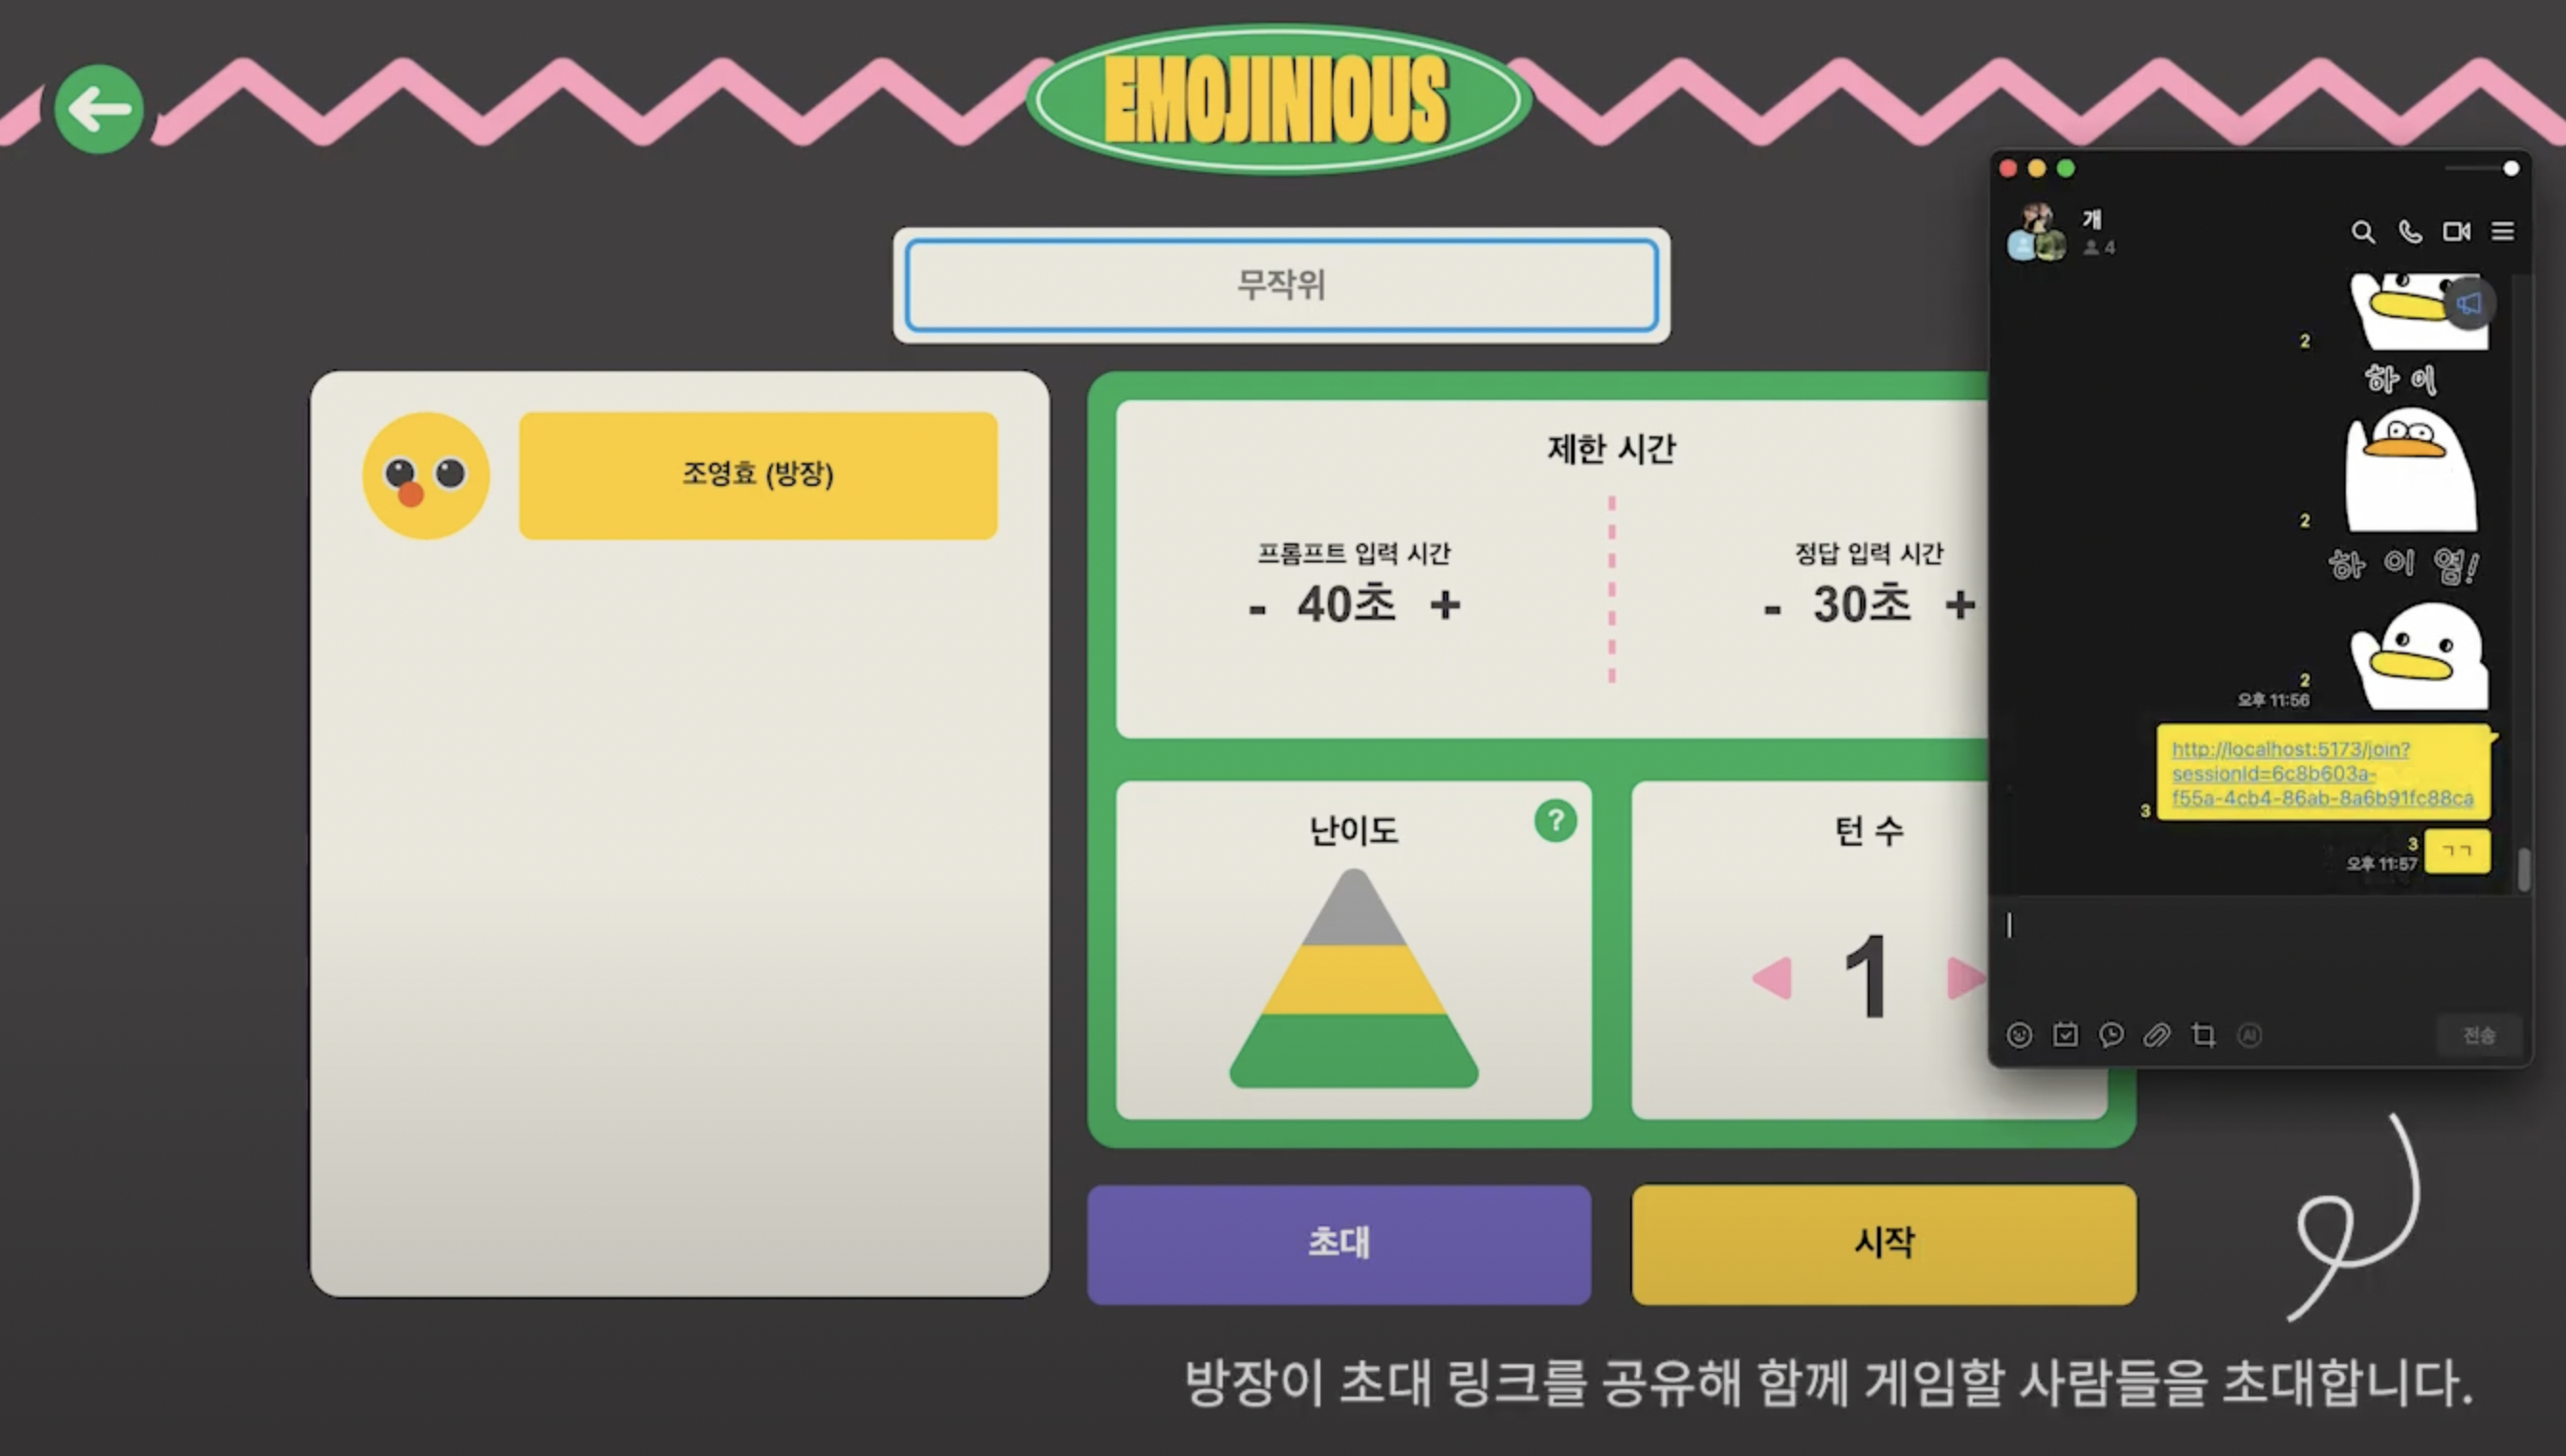 EMOJINIOUS
무작위
조영효 (방장)
제한 시간
프롬프트 입력 시간
- 40초 +
정답 입력 시간
- 30초 +
난이도
?
턴 수
1
초대
시작
개
4
2
하이
2
하이염!
2
오후 11:56
http://localhost:5173/join?
sessionId=6c8b603a-
f55a-4cb4-86ab-8a6b91fc88ca
3
3
ㄱㄱ
오후 11:57
AI
전송
방장이 초대 링크를 공유해 함께 게임할 사람들을 초대합니다.